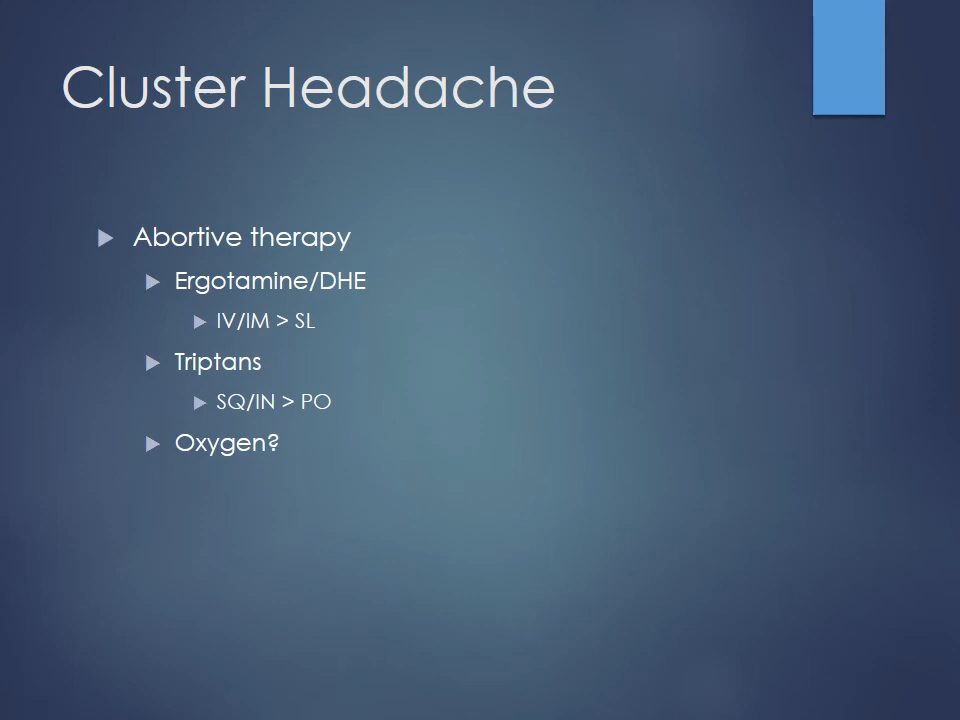 Cluster Headache
Abortive therapy
Ergotamine/DHE
IV/IM > SL
Triptans
SQ/IN > PO
Oxygen?